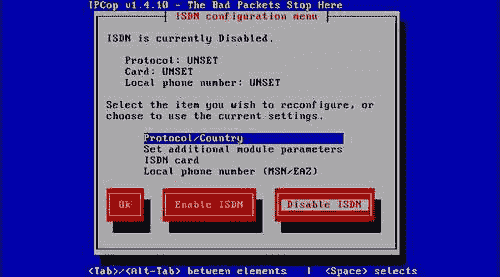 IPCop v1.4.10 - The Bad Packets Stop Here
ISDN configuration menu
ISDN is currently Disabled.
Protocol: UNSET
Card: UNSET
Local phone number: UNSET
Select the item you wish to reconfigure, or
choose to use the current settings.
Protocol/Country
Set additional module parameters
ISDN card
Local phone number (MSN/EAZ)
Ok Enable ISDN Disable ISDN
<Tab>/<Alt-Tab> between elements | <Space> selects